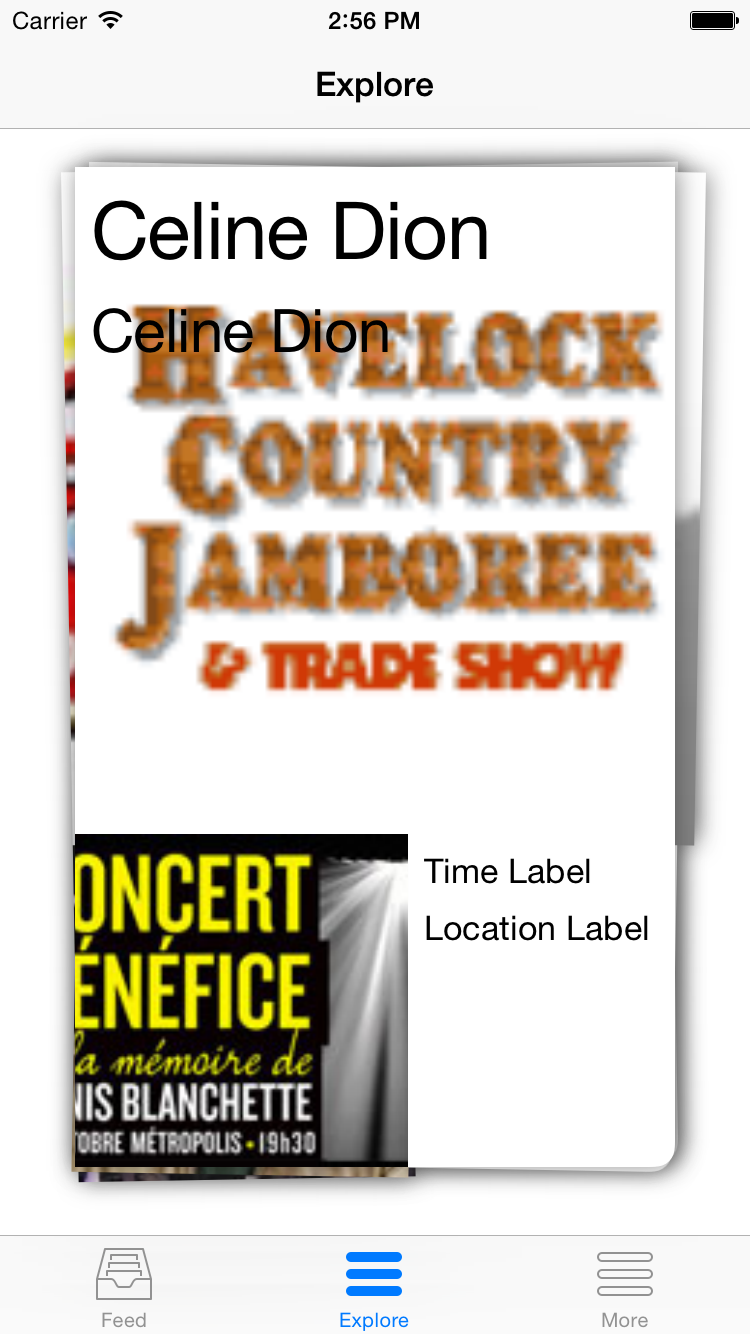 Carrier 2:56 PM
Explore
Celine Dion
Celine Dion
HAVELOCK
COUNTRY
JAMBOREE
& TRADE SHOW
ONCERT
ÉNÉFICE
la mémoire de
NIS BLANCHETTE
TOBRE MÉTROPOLIS • 19h30
Time Label
Location Label
Feed Explore More